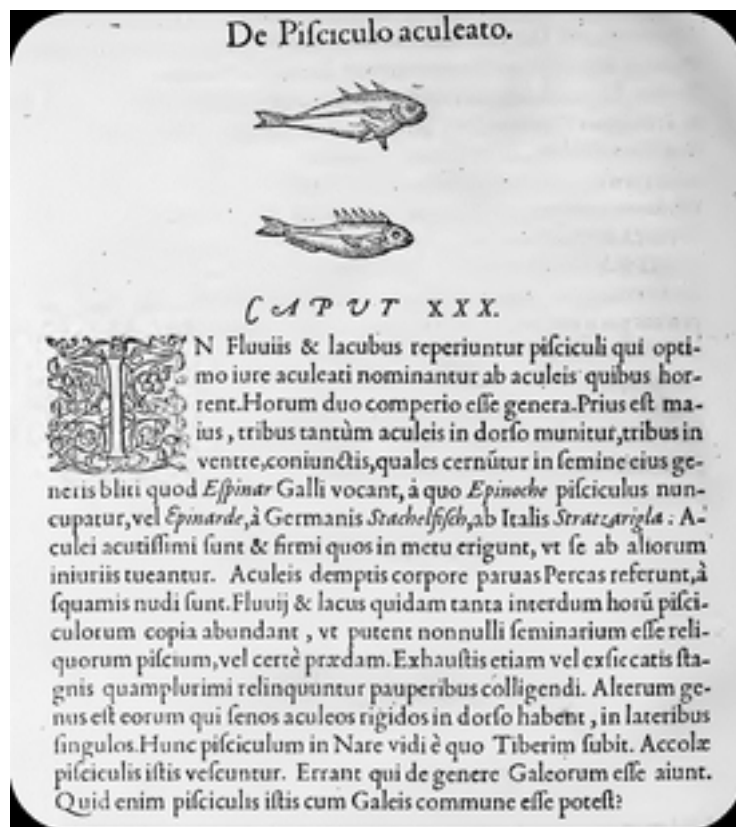 De Piſciculo aculeato.
CAPUT XXX.
IN Fluuiis & lacubus reperiuntur piſciculi qui opti-
mo iure aculeati nominantur ab aculeis quibus hor-
rent.Horum duo comperio eſſe genera.Prius eſt ma-
ius, tribus tantùm aculeis in dorſo munitur,tribus in
ventre,coniunctis,quales cernũtur in ſemine eius ge-
neris bliti quod Eſpinar Galli vocant, à quo Epinoche piſciculus nun-
cupatur, vel Epinarde,à Germanis Stachelfiſch,ab Italis Stratzarigla: A-
culei acutiſſimi ſunt & firmi quos in metu erigunt, vt ſe ab aliorum
iniuriis tueantur. Aculeis demptis corpore paruas Percas referunt,à
ſquamis nudi ſunt.Fluuij & lacus quidam tanta interdum horũ piſci-
culorum copia abundant, vt putent nonnulli ſeminarium eſſe reli-
quorum piſcium,vel certè prædam.Exhauſtis etiam vel exſiccatis ſta-
gnis quamplurimi relinquuntur pauperibus colligendi. Alterum ge-
nus eſt eorum qui ſenos aculeos rigidos in dorſo habent, in lateribus
ſingulos.Hunc piſciculum in Nare vidi è quo Tiberim ſubit. Accolæ
piſciculis iſtis veſcuntur. Errant qui de genere Galeorum eſſe aiunt.
Quid enim piſciculis iſtis cum Galeis commune eſſe poteſt?